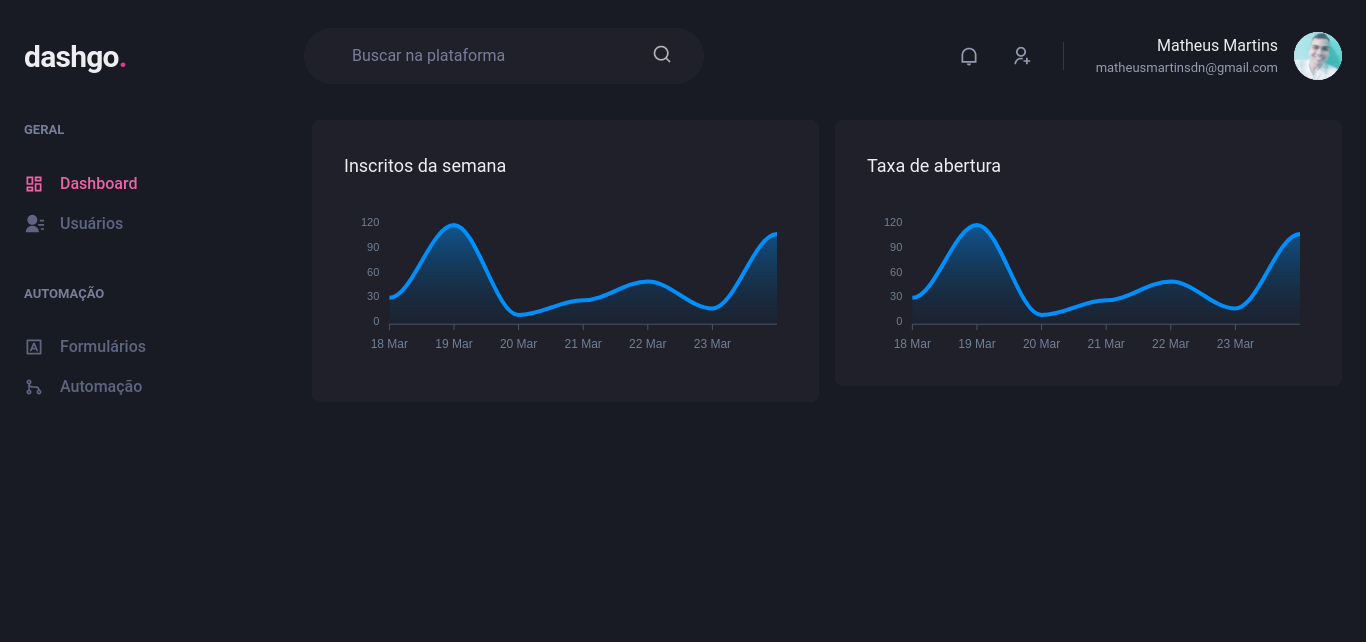 dashgo.
Buscar na plataforma
Matheus Martins
matheusmartinsdn@gmail.com
GERAL
Dashboard
Usuários
AUTOMAÇÃO
Formulários
Automação
Inscritos da semana
120
90
60
30
0
18 Mar 19 Mar 20 Mar 21 Mar 22 Mar 23 Mar
Taxa de abertura
120
90
60
30
0
18 Mar 19 Mar 20 Mar 21 Mar 22 Mar 23 Mar